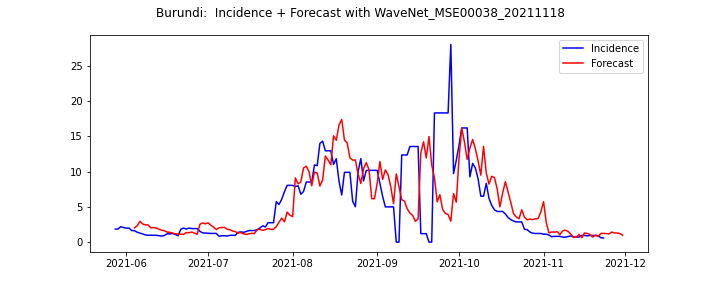 Burundi:  Incidence + Forecast with WaveNet_MSE00038_20211118
Incidence
Forecast
25
20
15
10
5
0
2021-06 2021-07 2021-08 2021-09 2021-10 2021-11 2021-12